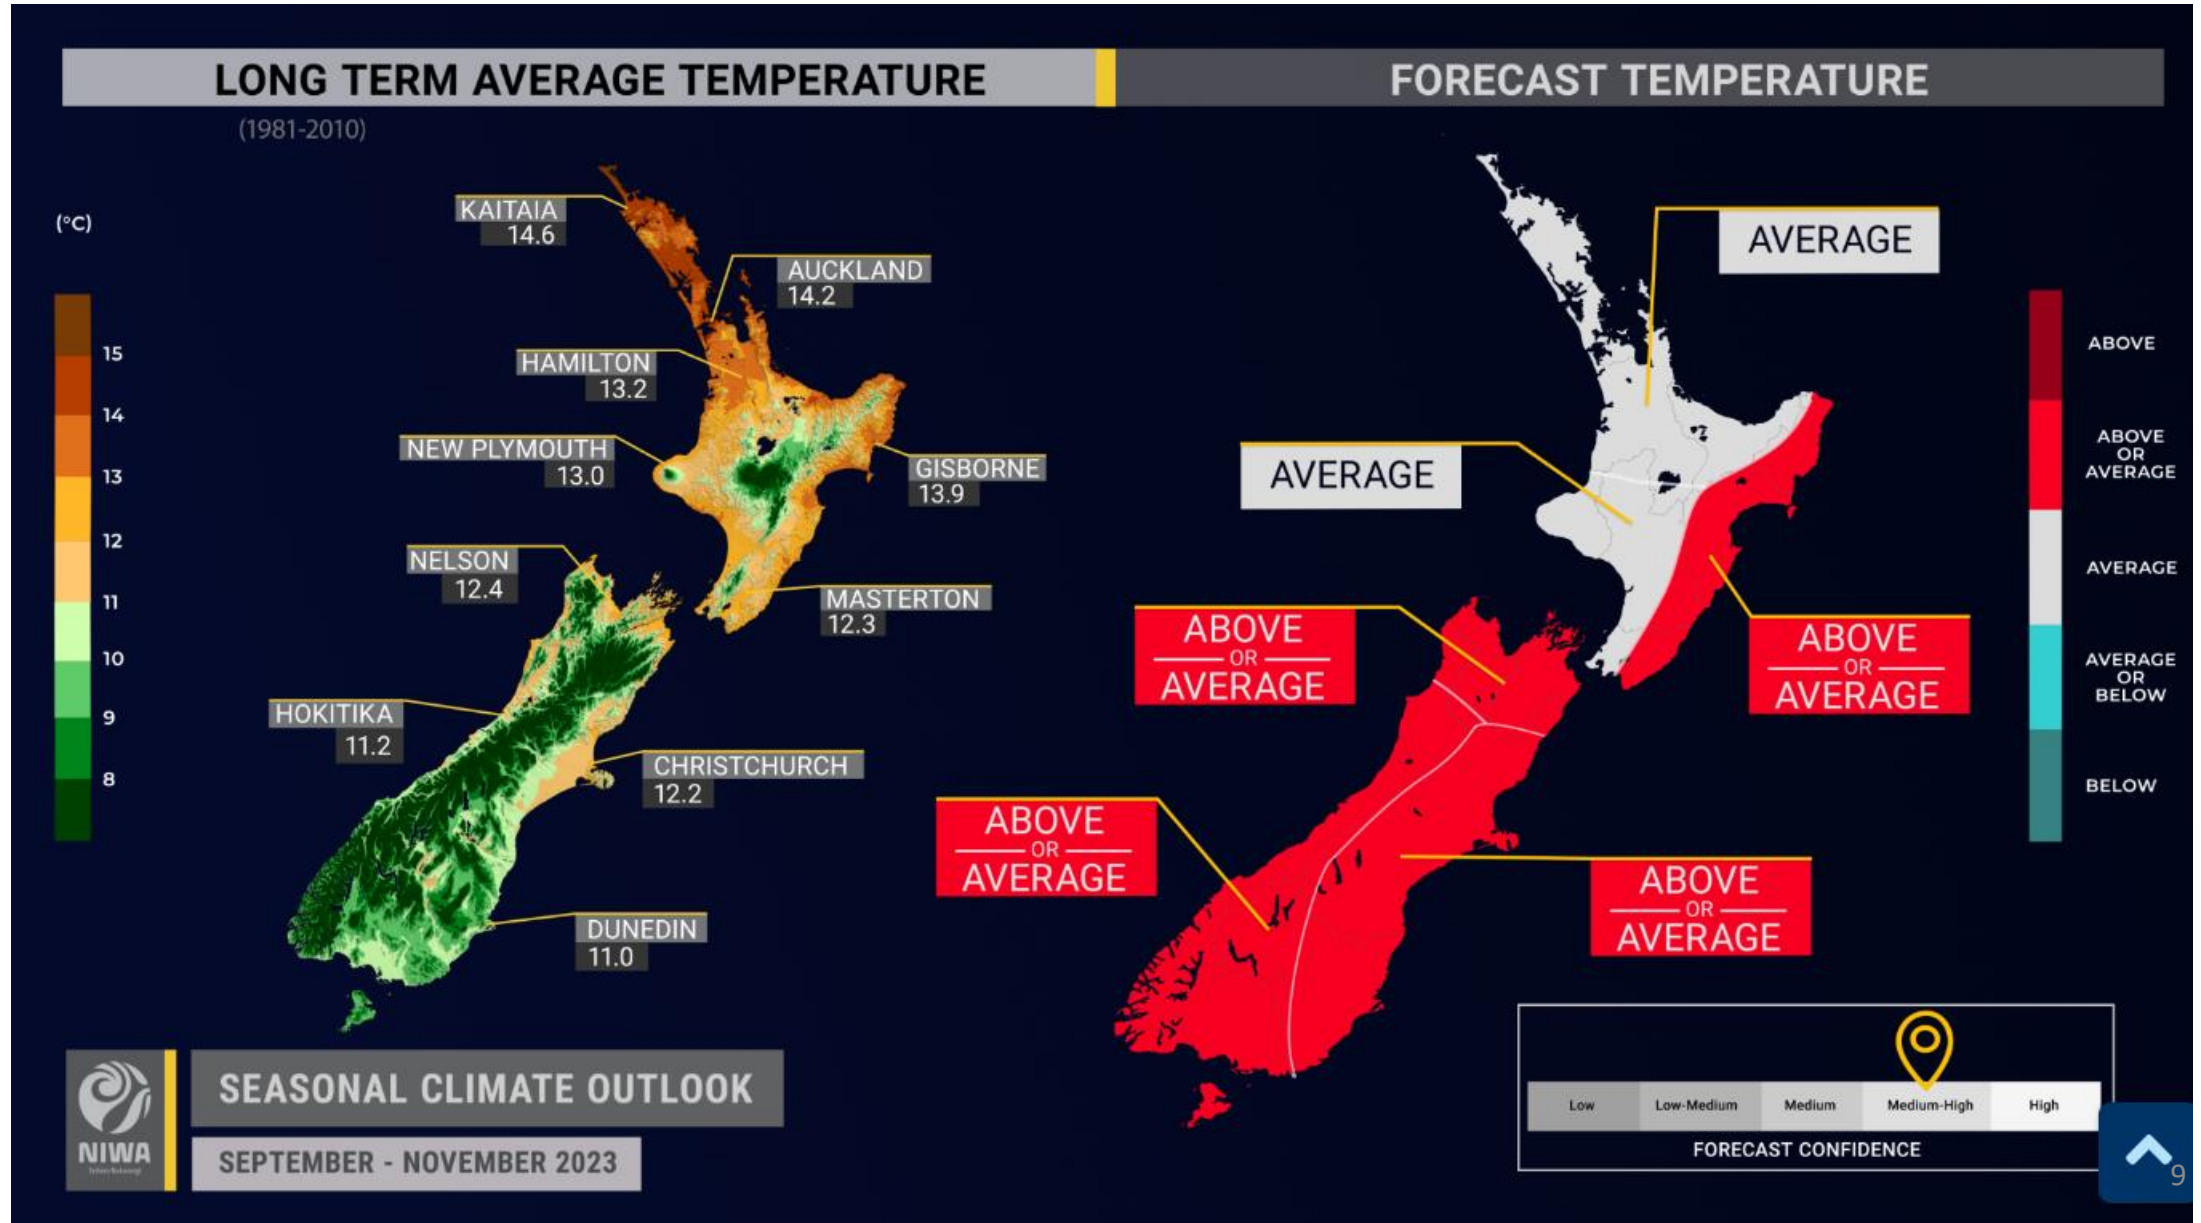 LONG TERM AVERAGE TEMPERATURE
(1981-2010)
(°C)
15
14
13
12
11
10
9
8
KAITAIA
14.6
AUCKLAND
14.2
HAMILTON
13.2
NEW PLYMOUTH
13.0
GISBORNE
13.9
NELSON
12.4
MASTERTON
12.3
HOKITIKA
11.2
CHRISTCHURCH
12.2
DUNEDIN
11.0
NIWA
SEASONAL CLIMATE OUTLOOK
SEPTEMBER - NOVEMBER 2023
FORECAST TEMPERATURE
AVERAGE
AVERAGE
ABOVE
OR
AVERAGE
ABOVE
OR
AVERAGE
ABOVE
OR
AVERAGE
ABOVE
OR
AVERAGE
ABOVE
ABOVE
OR
AVERAGE
AVERAGE
AVERAGE
OR
BELOW
BELOW
Low Low-Medium Medium Medium-High High
FORECAST CONFIDENCE
9